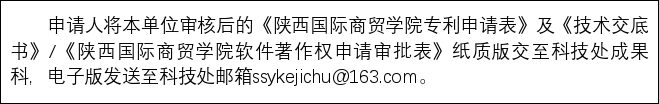 申请人将本单位审核后的《陕西国际商贸学院专利申请表》及《技术交底
书》/《陕西国际商贸学院软件著作权申请审批表》纸质版交至科技处成果
科，电子版发送至科技处邮箱ssykejichu@163.com。